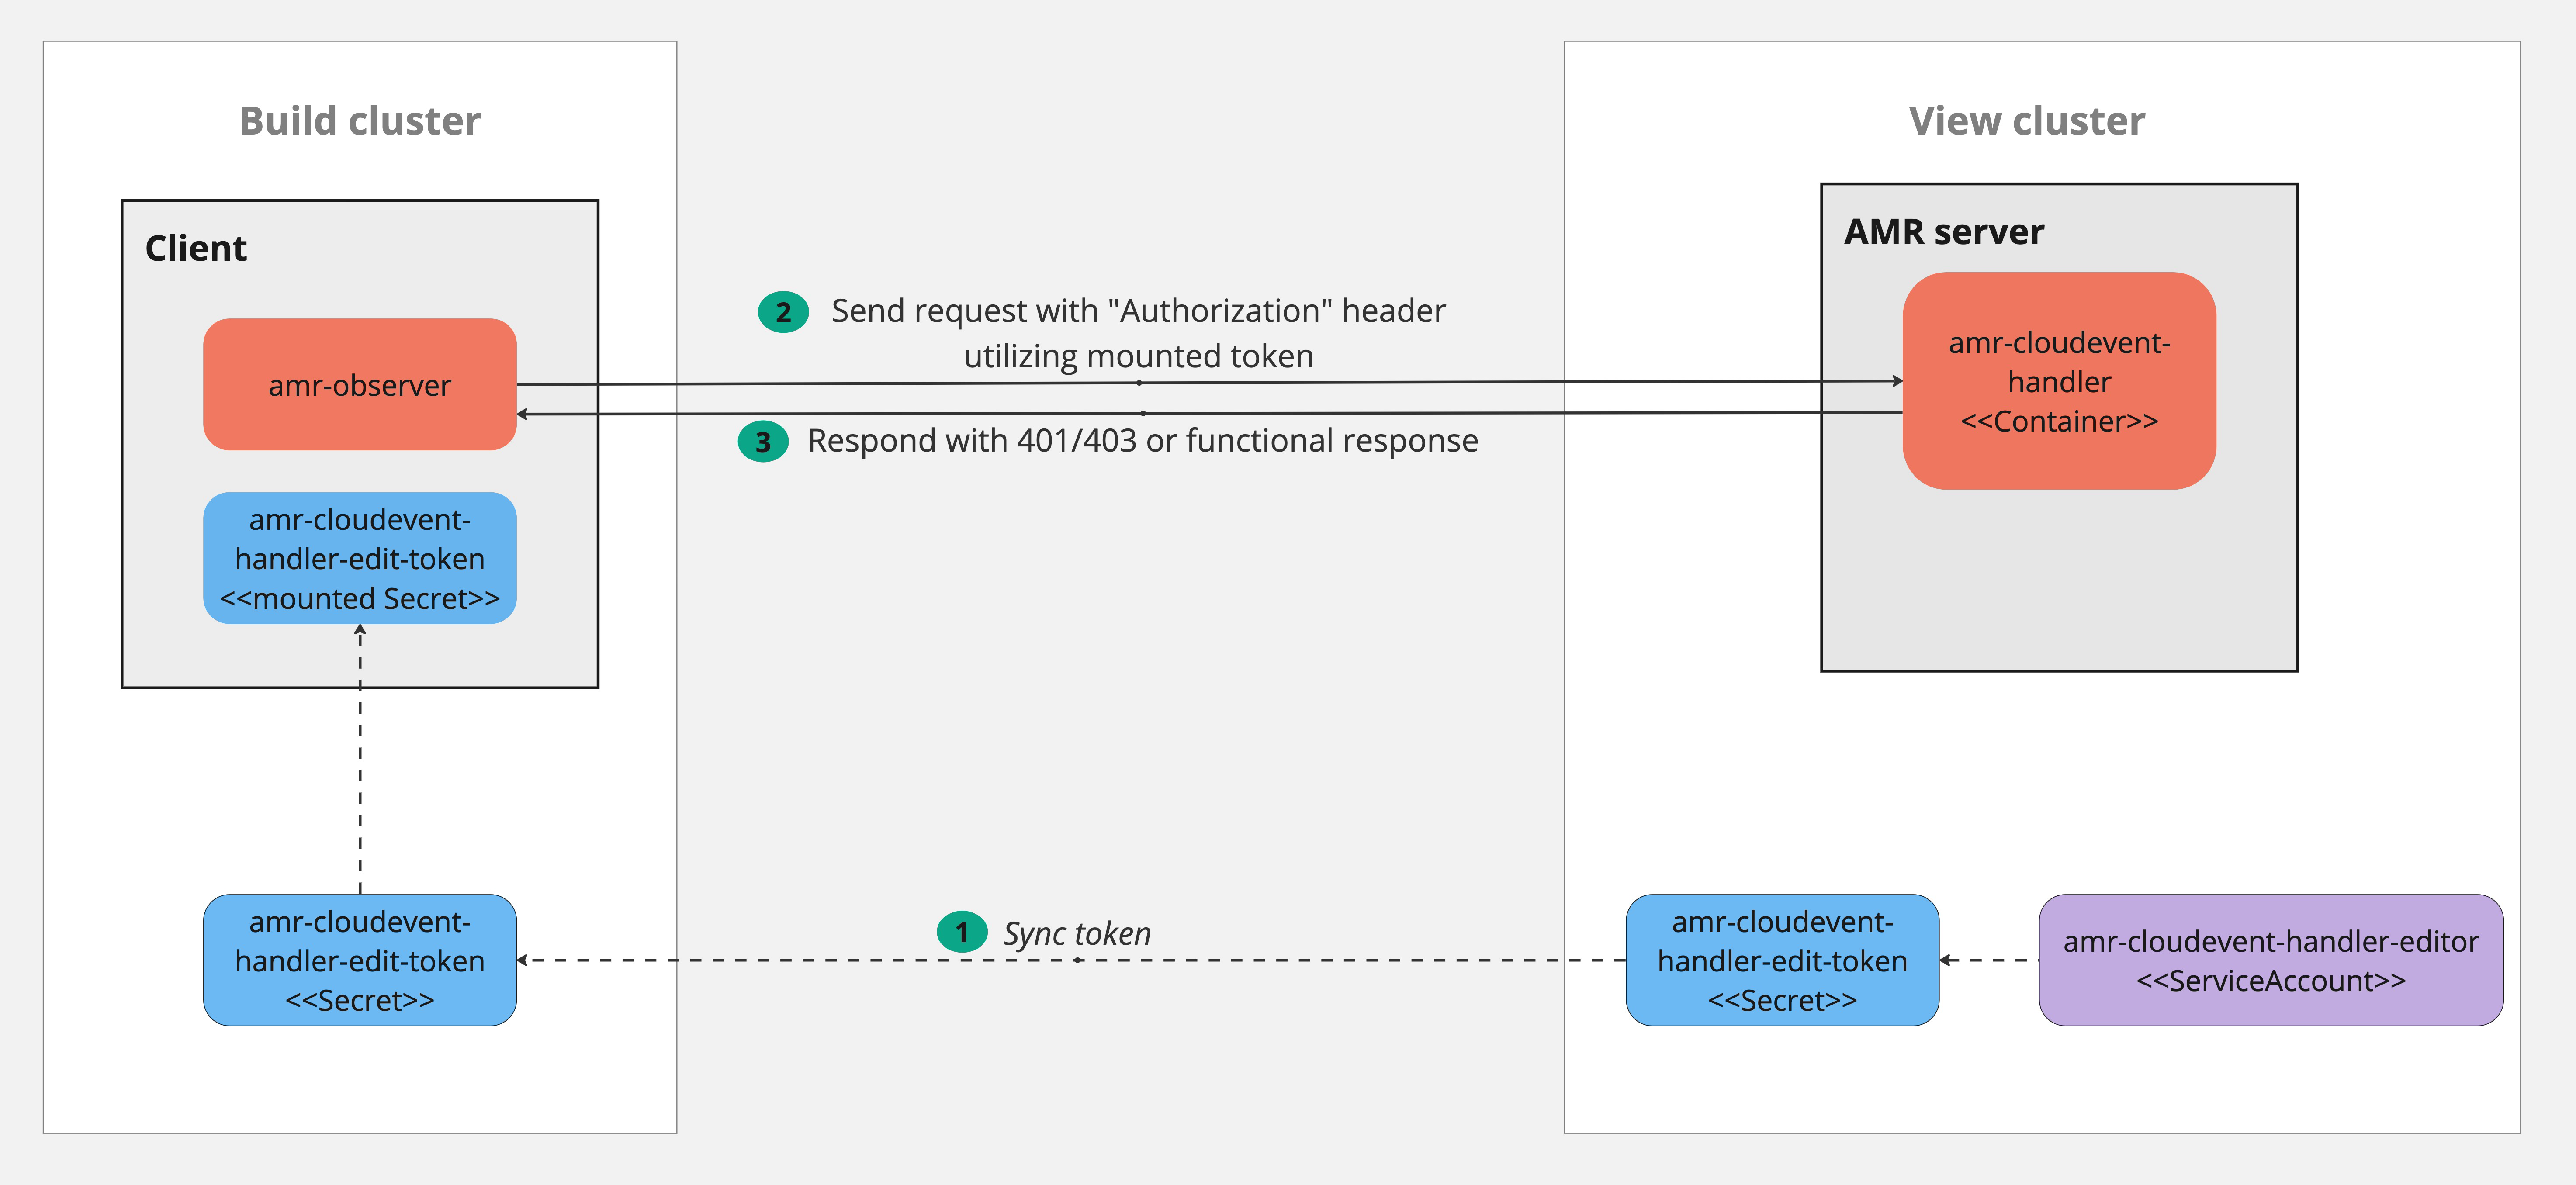 Build cluster
Client
amr-observer
amr-cloudevent-
handler-edit-token
<<mounted Secret>>
amr-cloudevent-
handler-edit-token
<<Secret>>
2
Send request with "Authorization" header
utilizing mounted token
3
Respond with 401/403 or functional response
1
Sync token
View cluster
AMR server
amr-cloudevent-
handler
<<Container>>
amr-cloudevent-
handler-edit-token
<<Secret>>
amr-cloudevent-handler-editor
<<ServiceAccount>>